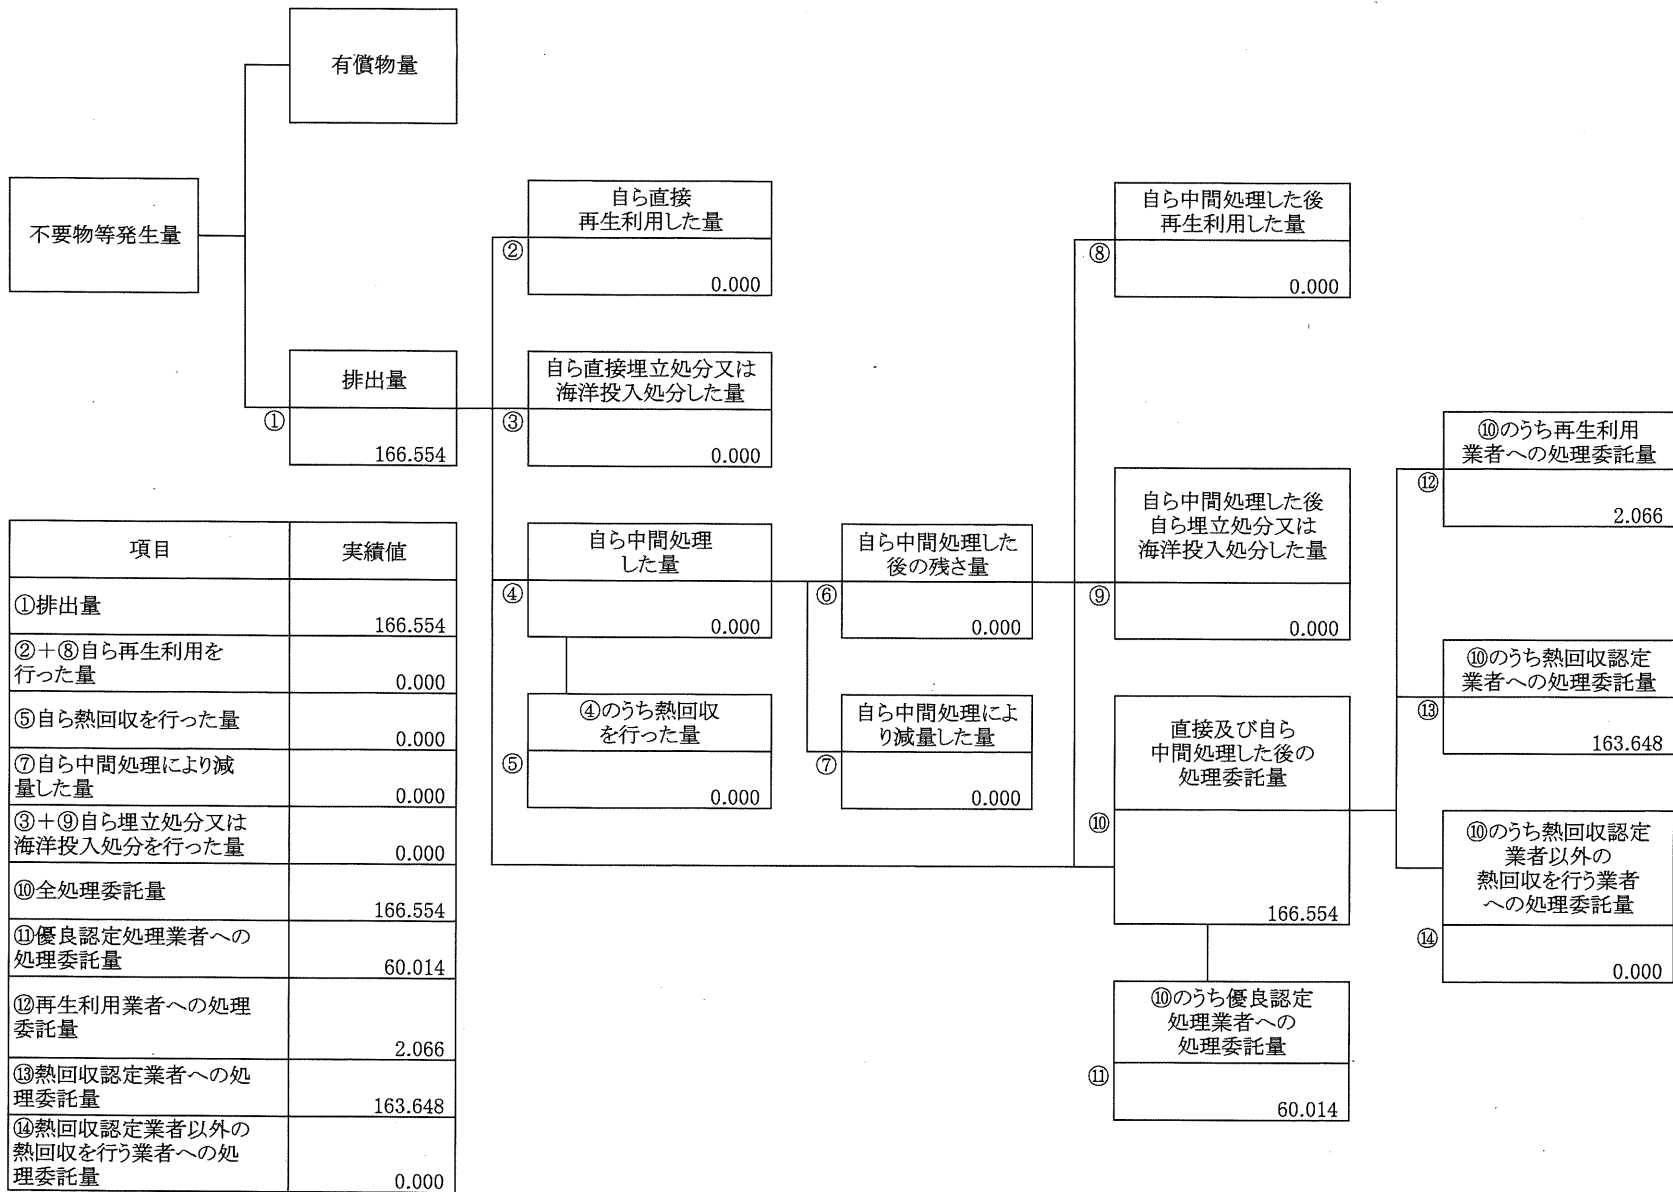 有償物量
不要物等発生量
排出量
①
166.554
自ら直接
再生利用した量
②
0.000
自ら直接埋立処分又は
海洋投入処分した量
③
0.000
自ら中間処理
した量
④
0.000
④のうち熱回収
を行った量
⑤
0.000
自ら中間処理した
後の残さ量
⑥
0.000
自ら中間処理によ
り減量した量
⑦
0.000
自ら中間処理した後
再生利用した量
⑧
0.000
自ら中間処理した後
自ら埋立処分又は
海洋投入処分した量
⑨
0.000
直接及び自ら
中間処理した後の
処理委託量
⑩
166.554
⑩のうち優良認定
処理業者への
処理委託量
⑪
60.014
⑩のうち再生利用
業者への処理委託量
⑫
2.066
⑩のうち熱回収認定
業者への処理委託量
⑬
163.648
⑩のうち熱回収認定
業者以外の
熱回収を行う業者
への処理委託量
⑭
0.000
項目 実績値
①排出量
166.554
②＋⑧自ら再生利用を
行った量
0.000
⑤自ら熱回収を行った量
0.000
⑦自ら中間処理により減
量した量
0.000
③＋⑨自ら埋立処分又は
海洋投入処分を行った量
0.000
⑩全処理委託量
166.554
⑪優良認定処理業者への
処理委託量
60.014
⑫再生利用業者への処理
委託量
2.066
⑬熱回収認定業者への処
理委託量
163.648
⑭熱回収認定業者以外の
熱回収を行う業者への処
理委託量
0.000